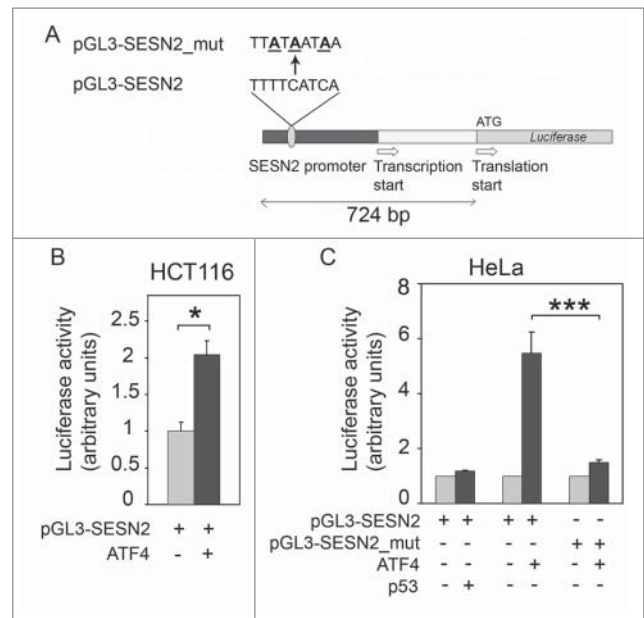 A
pGL3-SESN2_mut TTATAATAA
pGL3-SESN2 TTTTCATCA
ATG
Luciferase
SESN2 promoter Transcription start Translation start
724 bp
B
HCT116
Luciferase activity (arbitrary units)
2.5
2
1.5
1
0.5
0
*
pGL3-SESN2 + +
ATF4 - +
C
HeLa
Luciferase activity (arbitrary units)
8
6
4
2
0
***
pGL3-SESN2 + + + + - -
pGL3-SESN2_mut - - - - + +
ATF4 - - - + - +
p53 - + - - - -